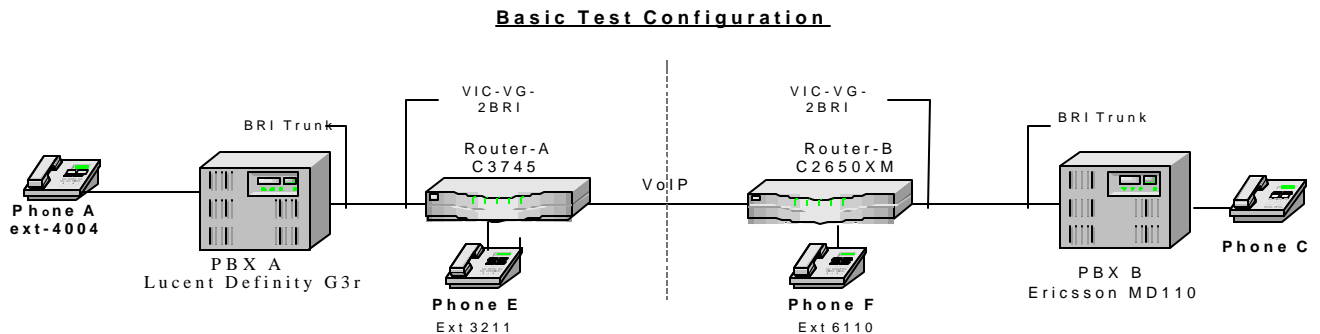 Basic Test Configuration
VIC-VG-
2BRI
BRI Trunk
Router-A
C3745
VoIP
VIC-VG-
2BRI
Router-B
C2650XM
BRI Trunk
Phone A
ext-4004
PBX A
Lucent Definity G3r
Phone E
Ext 3211
Phone F
Ext 6110
PBX B
Ericsson MD110
Phone C